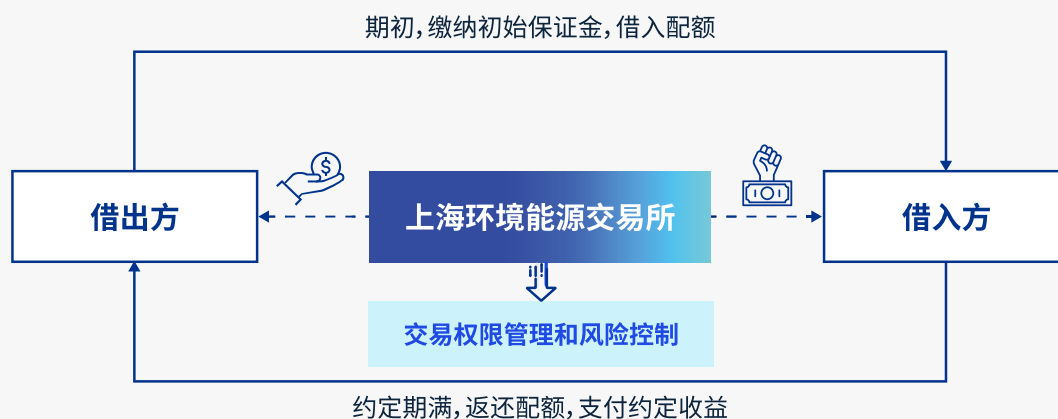 期初，缴纳初始保证金，借入配额
借出方
上海环境能源交易所
借入方
交易权限管理和风险控制
约定期满，返还配额，支付约定收益